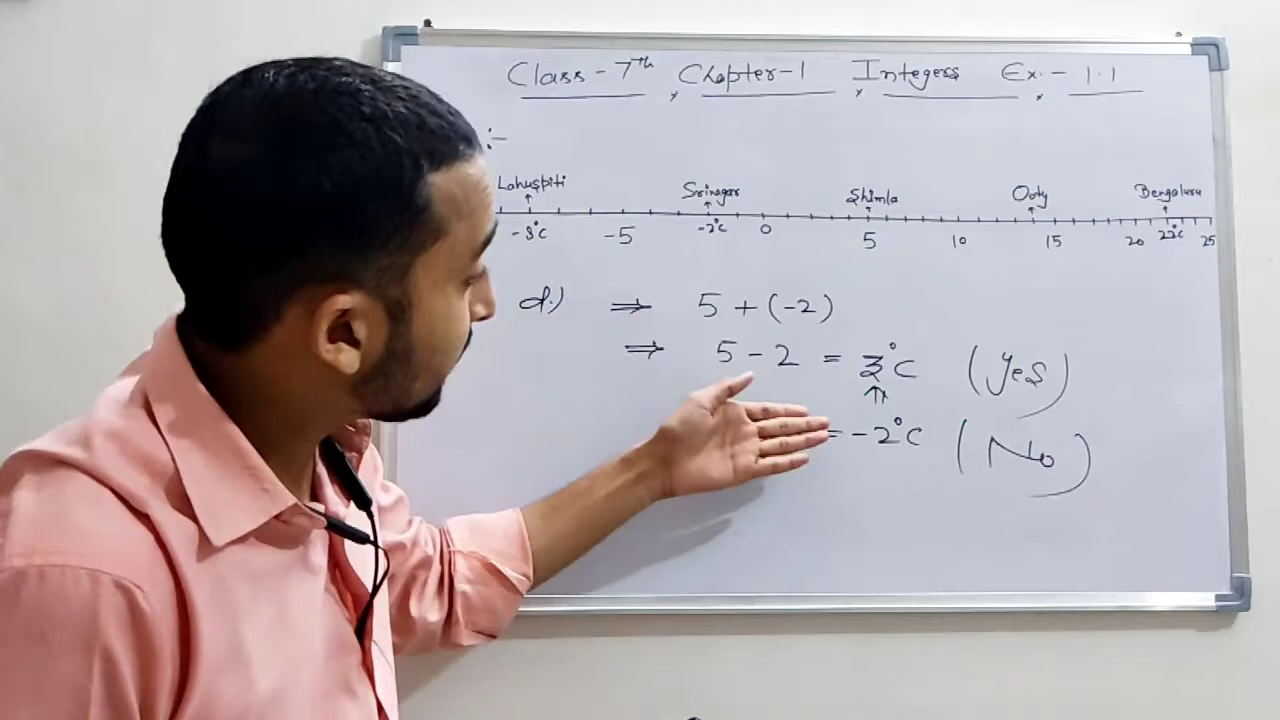 Class-7th Chapter-1 Integers Ex.-1.1
:-
Lahuspiti Srinagar Shimla Ooty Bengaluru
-8°C -5 -2°C 0 5 10 15 20 22°C 25
d.) ⇒ 5+(-2)
⇒ 5-2 = 3°C (Yes)
= -2°C (No)